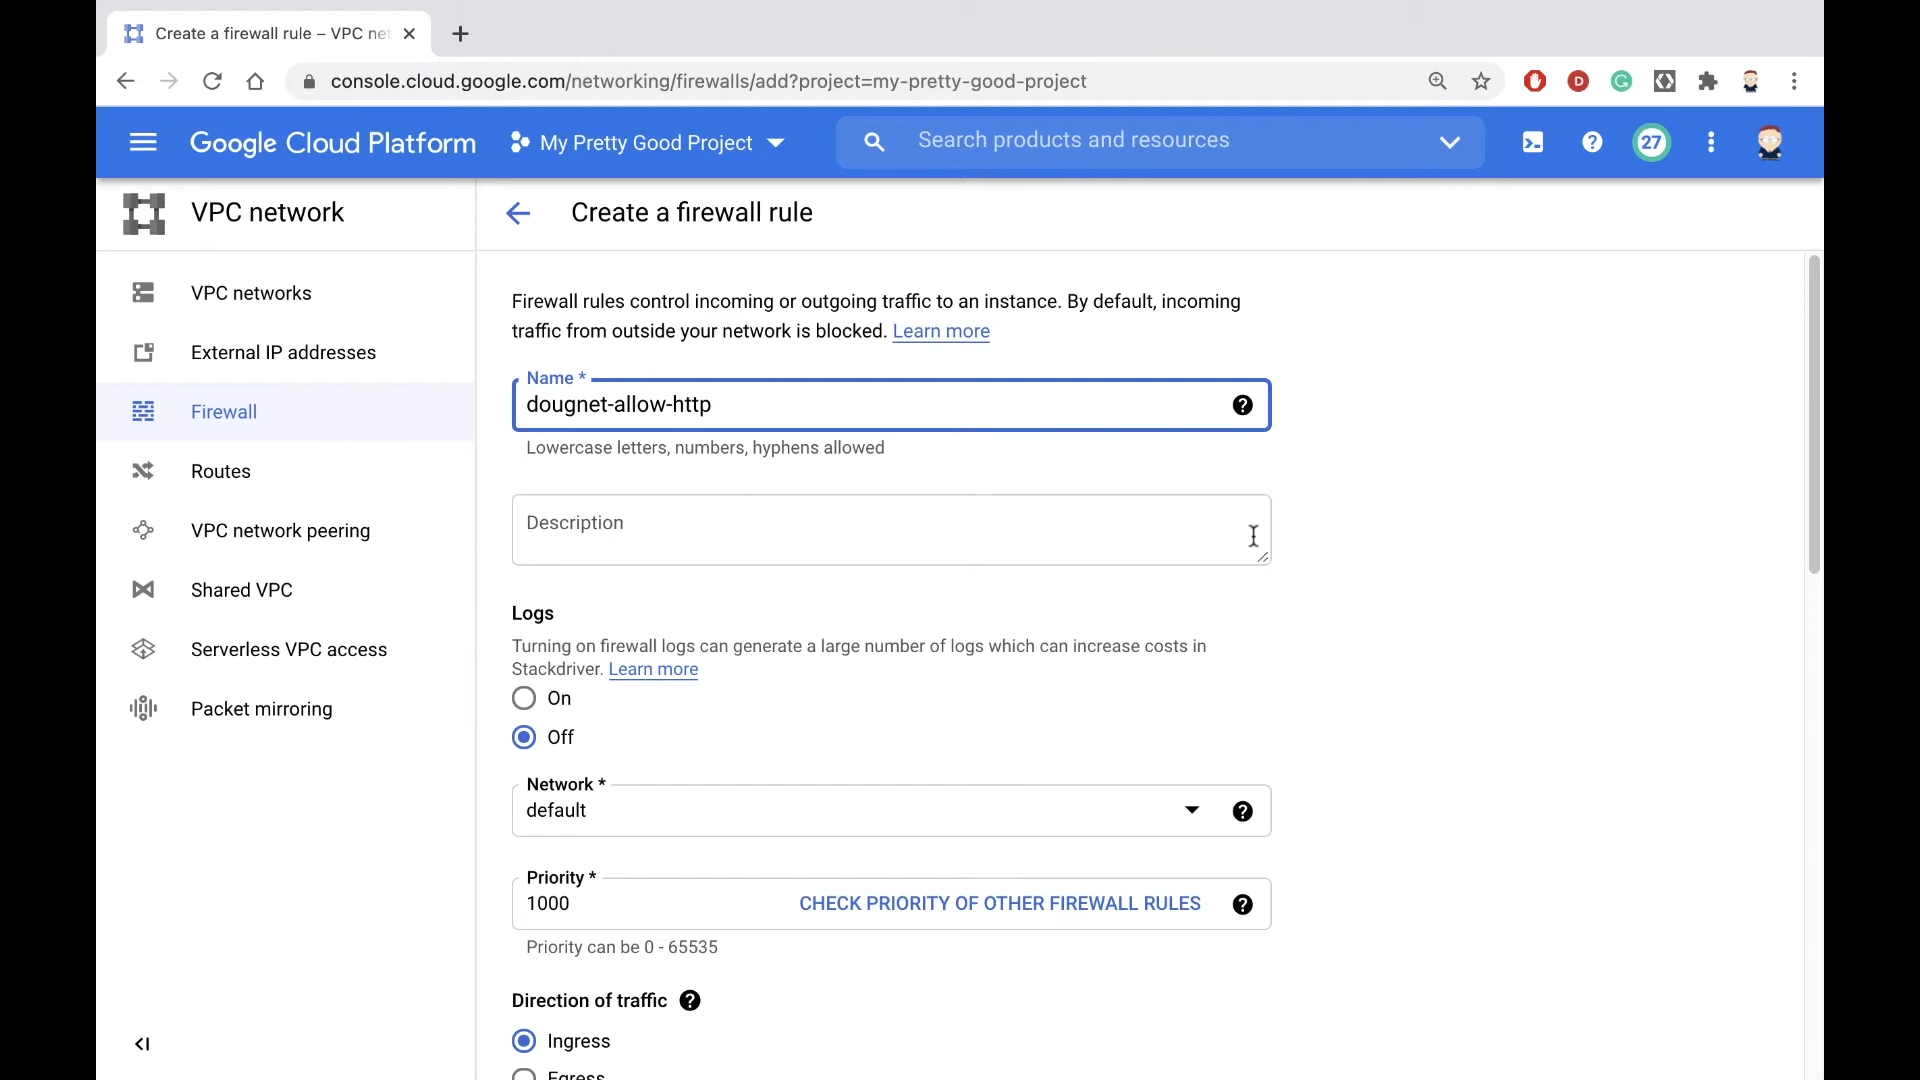 Create a firewall rule – VPC net
console.cloud.google.com/networking/firewalls/add?project=my-pretty-good-project
D
G
Google Cloud Platform
My Pretty Good Project
Search products and resources
27
VPC network
Create a firewall rule
VPC networks
External IP addresses
Firewall
Routes
VPC network peering
Shared VPC
Serverless VPC access
Packet mirroring
Firewall rules control incoming or outgoing traffic to an instance. By default, incoming
traffic from outside your network is blocked. Learn more
Name *
dougnet-allow-http
Lowercase letters, numbers, hyphens allowed
Description
Logs
Turning on firewall logs can generate a large number of logs which can increase costs in
Stackdriver. Learn more
On
Off
Network *
default
Priority *
1000 CHECK PRIORITY OF OTHER FIREWALL RULES
Priority can be 0 - 65535
Direction of traffic
Ingress
Egress